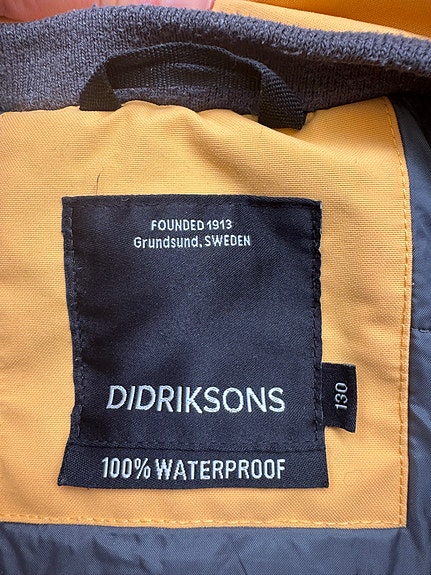 FOUNDED 1913
Grundsund, SWEDEN
DIDRIKSONS
130
100% WATERPROOF